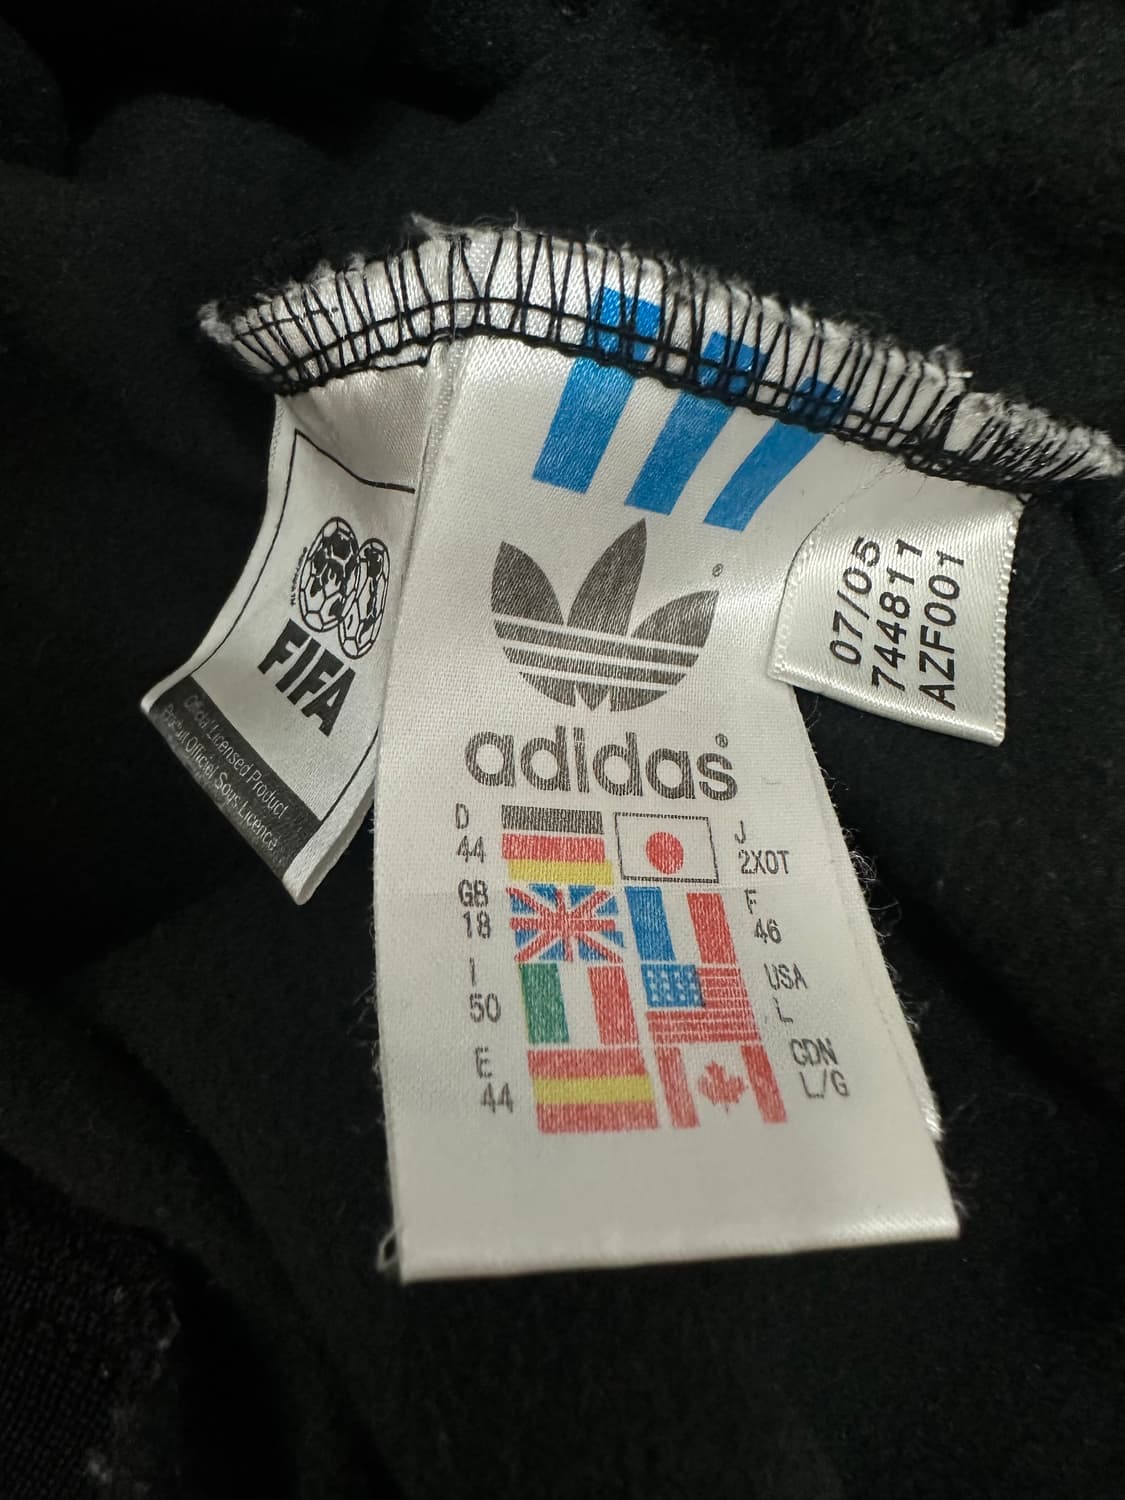 FIFA
Official Licensed Product
Produit Officiel Sous Licence
adidas®
D
44
GB
18
I
50
E
44
J
2XOT
F
46
USA
L
CDN
L/G
07/05
744811
AZF001